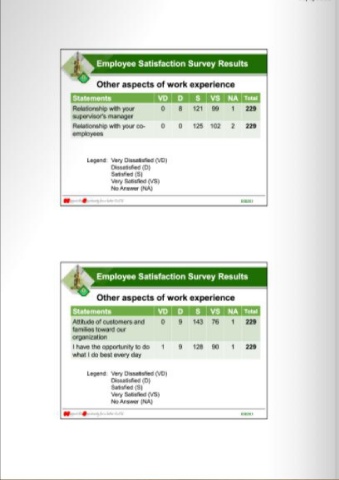 Employee Satisfaction Survey Results
Other aspects of work experience
Statements VD D S VS NA Total
Relationship with your 0 8 121 99 1 229
supervisor's manager
Relationship with your co- 0 0 125 102 2 229
employees
Legend: Very Dissatisfied (VD)
Dissatisfied (D)
Satisfied (S)
Very Satisfied (VS)
No Answer (NA)
Employee Satisfaction Survey Results
Other aspects of work experience
Statements VD D S VS NA Total
Attitude of customers and 0 9 143 76 1 229
families toward our
organization
I have the opportunity to do 1 9 128 90 1 229
what I do best every day
Legend: Very Dissatisfied (VD)
Dissatisfied (D)
Satisfied (S)
Very Satisfied (VS)
No Answer (NA)